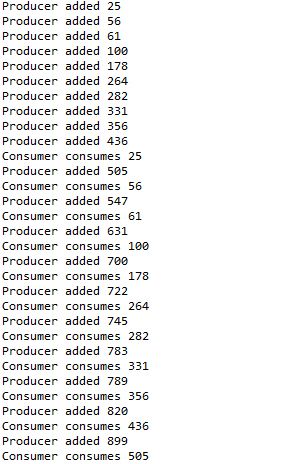 Producer added 25
Producer added 56
Producer added 61
Producer added 100
Producer added 178
Producer added 264
Producer added 282
Producer added 331
Producer added 356
Producer added 436
Consumer consumes 25
Producer added 505
Consumer consumes 56
Producer added 547
Consumer consumes 61
Producer added 631
Consumer consumes 100
Producer added 700
Consumer consumes 178
Producer added 722
Consumer consumes 264
Producer added 745
Consumer consumes 282
Producer added 783
Consumer consumes 331
Producer added 789
Consumer consumes 356
Producer added 820
Consumer consumes 436
Producer added 899
Consumer consumes 505